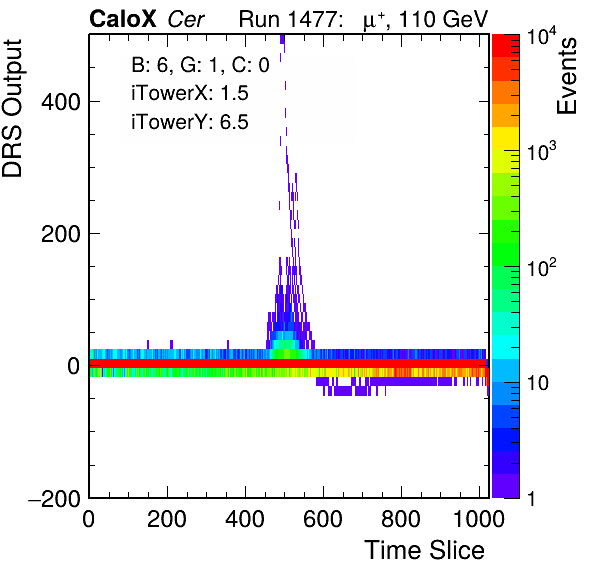 CaloX Cer Run 1477: μ⁺, 110 GeV
B: 6, G: 1, C: 0
iTowerX: 1.5
iTowerY: 6.5
DRS Output
400
200
0
−200
0 200 400 600 800 1000
Time Slice
Events
10⁴
10³
10²
10
1